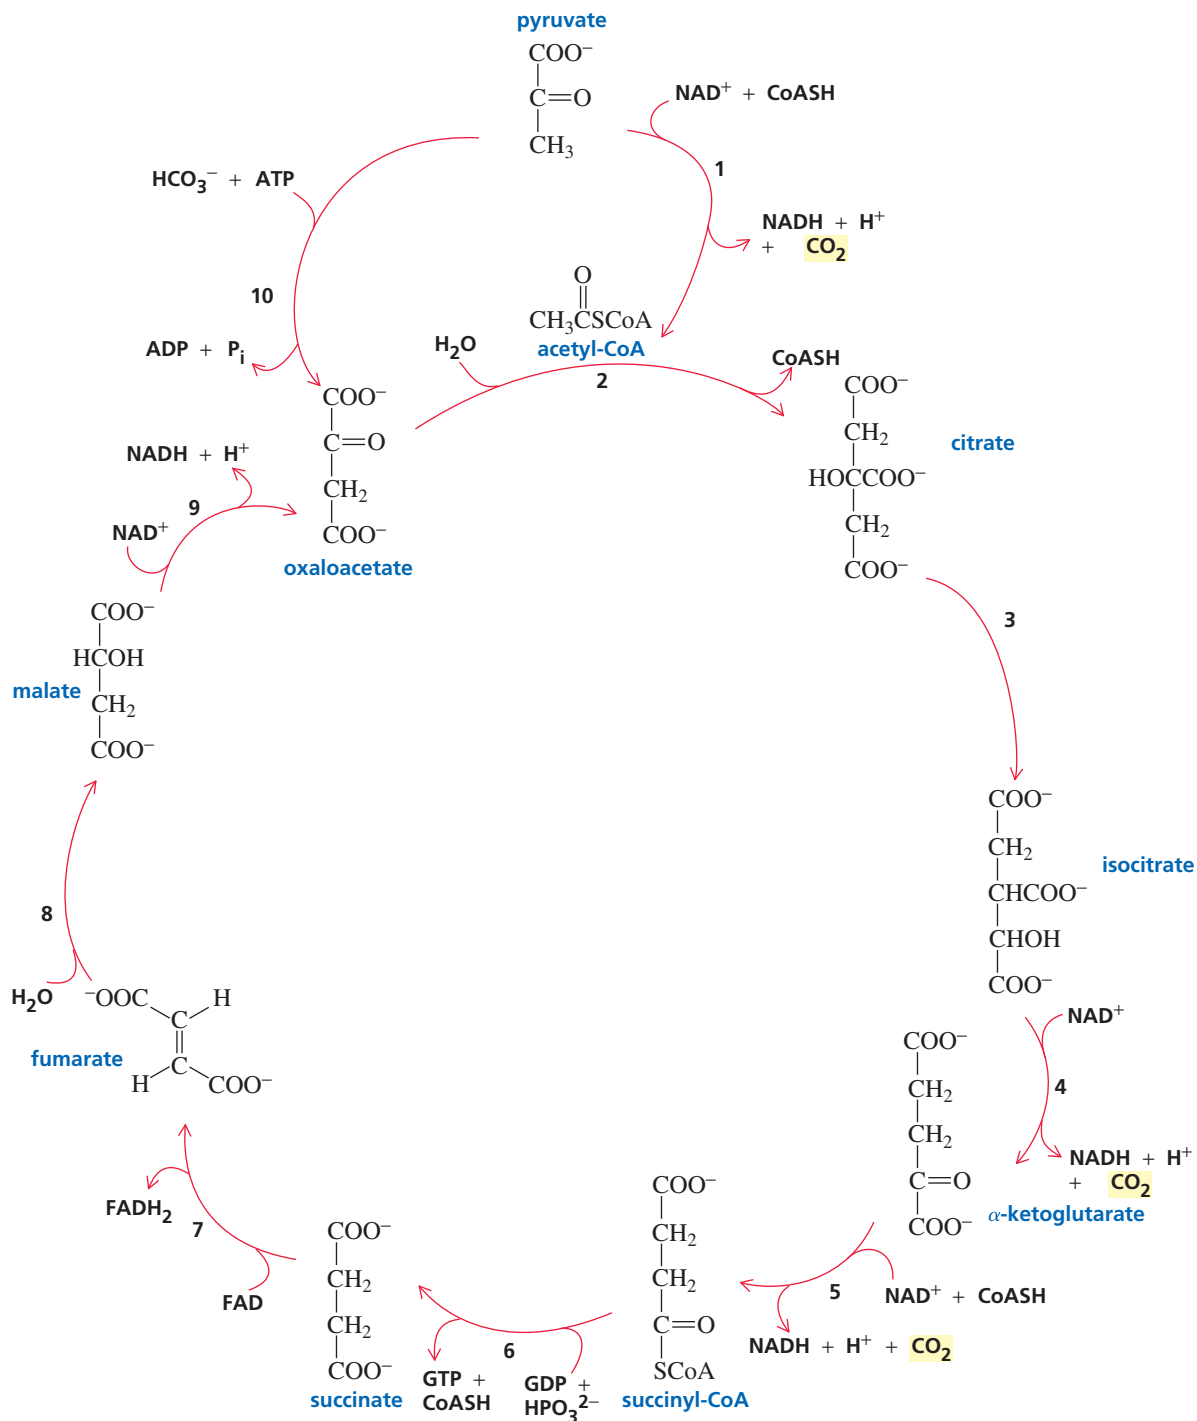 pyruvate
COO⁻
C=O
CH₃
NAD⁺ + CoASH
1
NADH + H⁺
+ CO₂
HCO₃⁻ + ATP
10
ADP + Pᵢ
O
CH₃CSCoA
acetyl-CoA
H₂O
2
CoASH
COO⁻
C=O
CH₂
COO⁻
oxaloacetate
COO⁻
CH₂
HOCCOO⁻
CH₂
COO⁻
citrate
3
NADH + H⁺
9
NAD⁺
COO⁻
HCOH
CH₂
COO⁻
malate
COO⁻
CH₂
CHCOO⁻
CHOH
COO⁻
isocitrate
NAD⁺
4
NADH + H⁺
+ CO₂
COO⁻
CH₂
CH₂
C=O
COO⁻
α-ketoglutarate
5
NAD⁺ + CoASH
NADH + H⁺ + CO₂
COO⁻
CH₂
CH₂
C=O
SCoA
succinyl-CoA
6
GDP +
HPO₃²⁻
GTP +
CoASH
COO⁻
CH₂
CH₂
COO⁻
succinate
7
FAD
FADH₂
⁻OOC H
C
C
H COO⁻
fumarate
8
H₂O